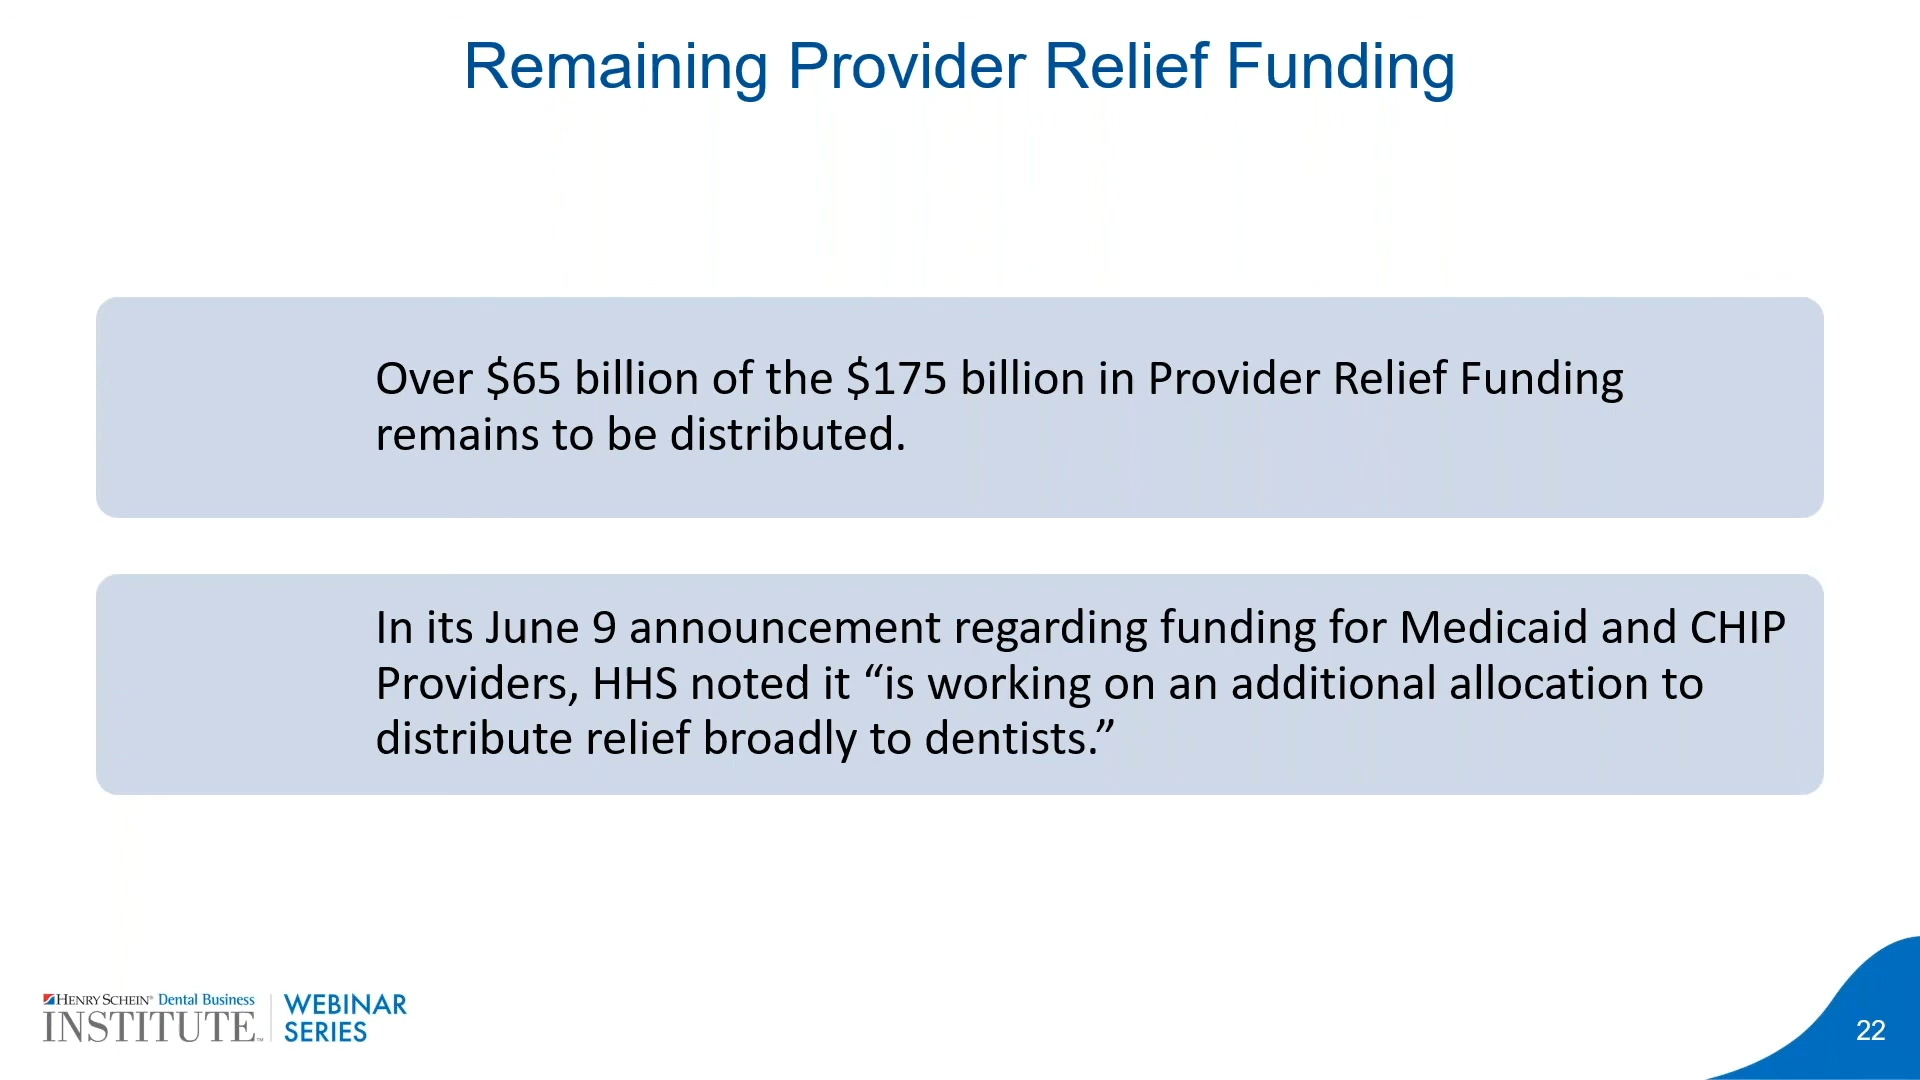 Remaining Provider Relief Funding
Over $65 billion of the $175 billion in Provider Relief Funding
remains to be distributed.
In its June 9 announcement regarding funding for Medicaid and CHIP
Providers, HHS noted it “is working on an additional allocation to
distribute relief broadly to dentists.”
HENRY SCHEIN® Dental Business
INSTITUTE™
WEBINAR
SERIES
22